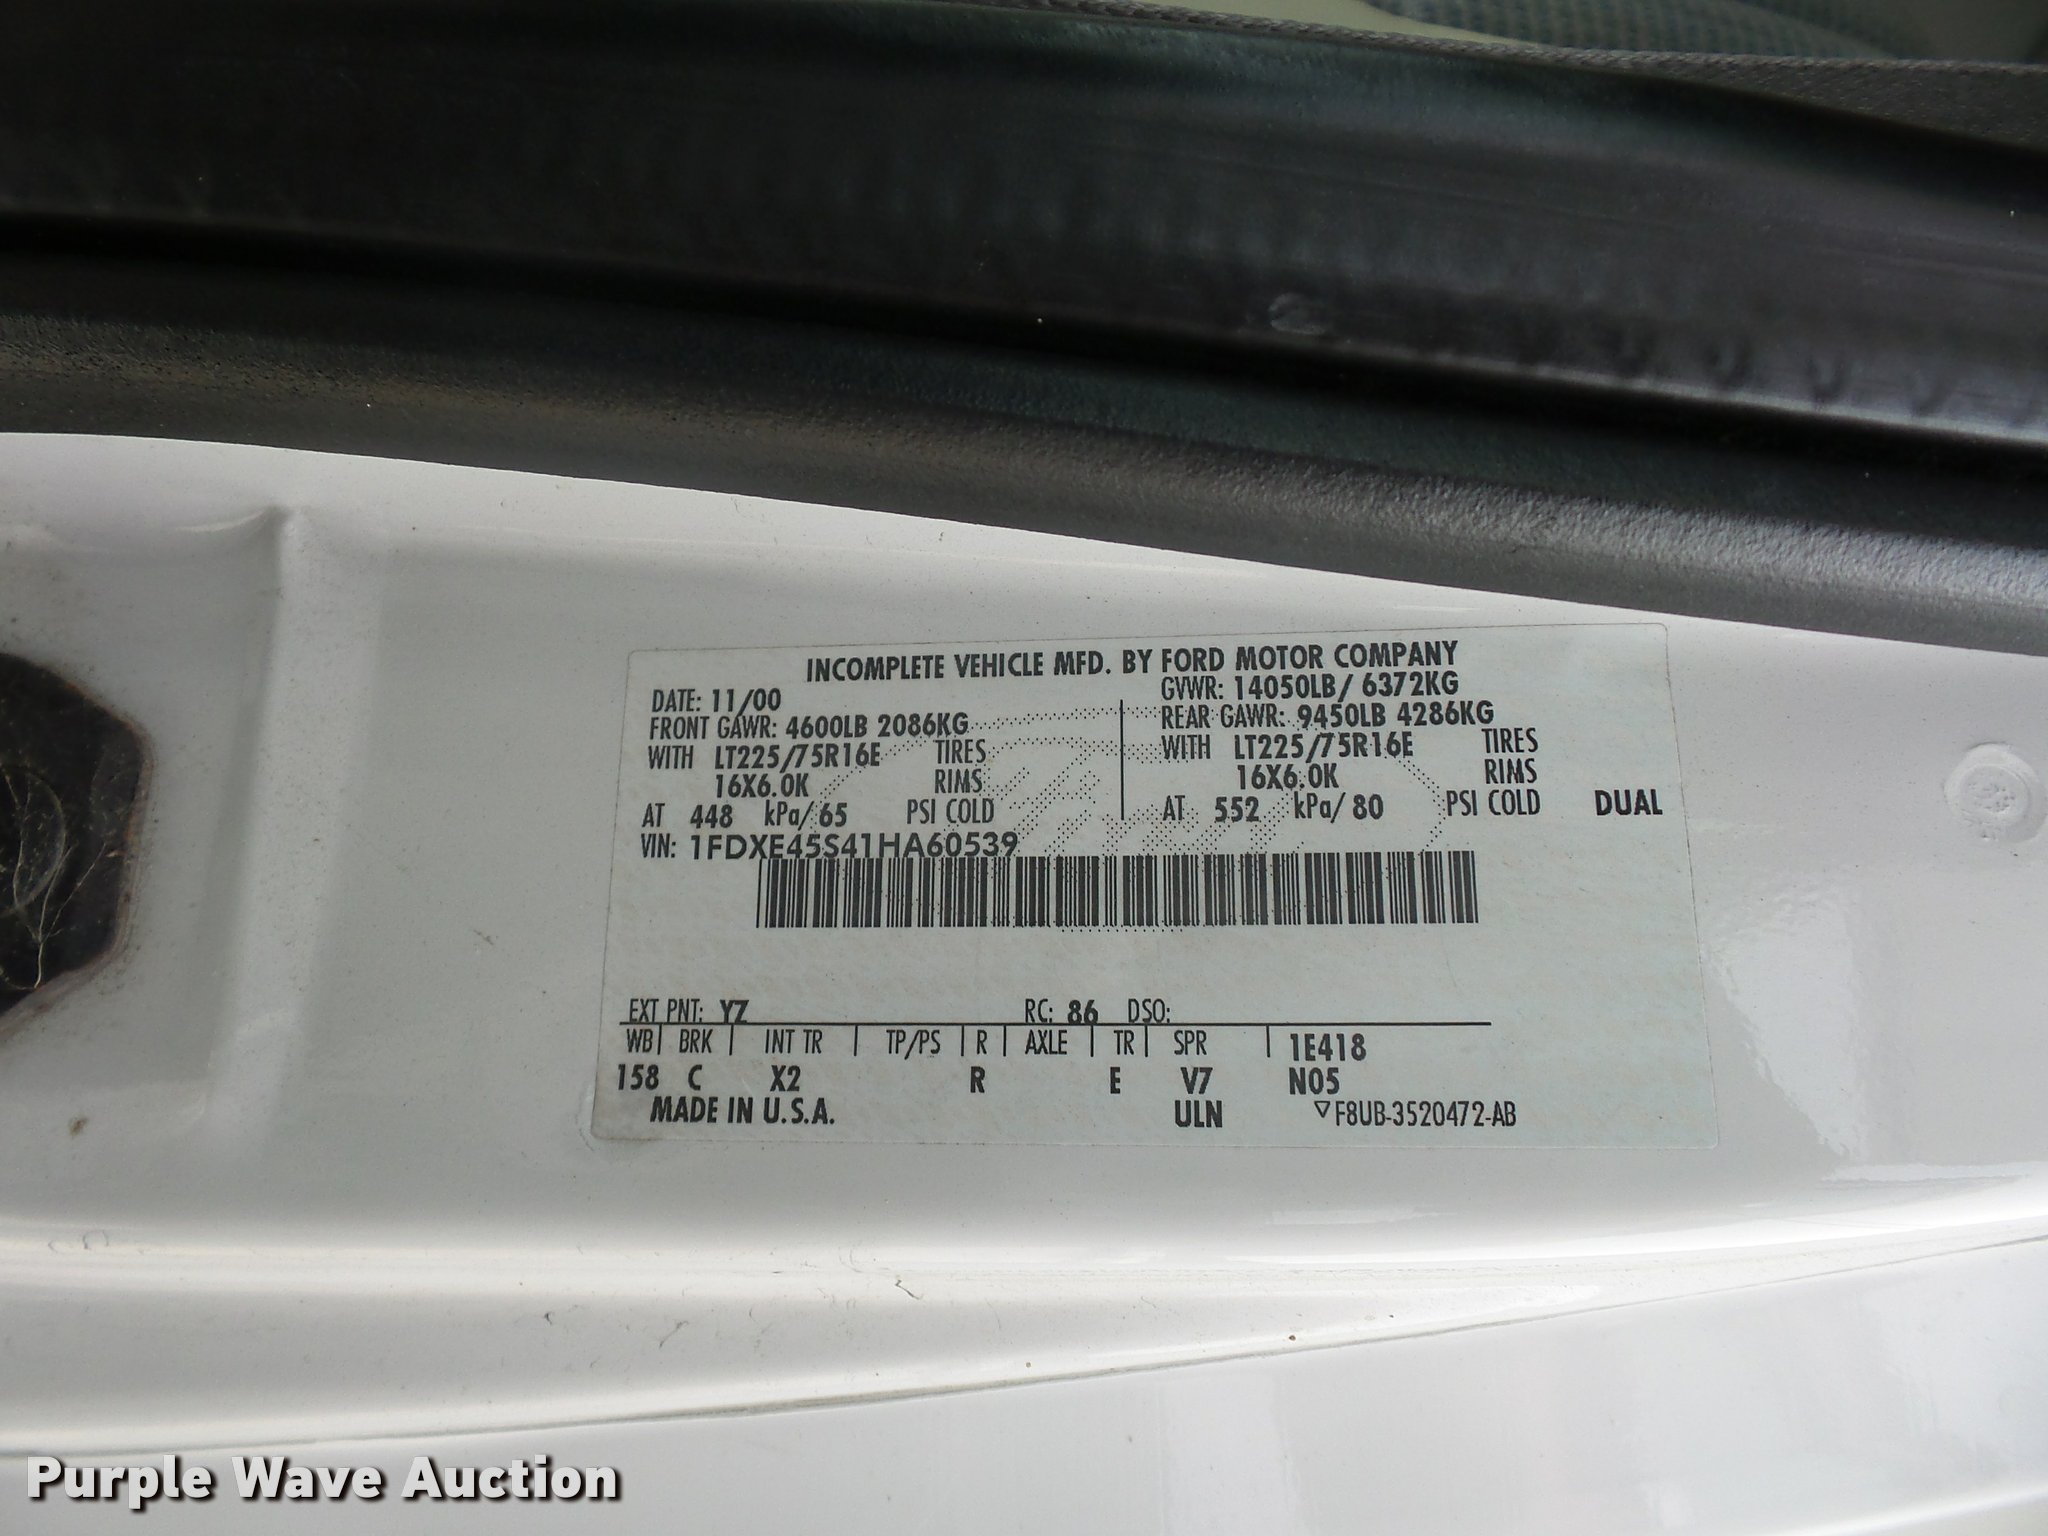 INCOMPLETE VEHICLE MFD. BY FORD MOTOR COMPANY
DATE: 11/00 GVWR: 14050LB/ 6372KG
FRONT GAWR: 4600LB 2086KG REAR GAWR: 9450LB 4286KG
WITH LT225/75R16E TIRES WITH LT225/75R16E TIRES
16X6.0K RIMS 16X6.0K RIMS
AT 448 kPa/ 65 PSI COLD AT 552 kPa/ 80 PSI COLD DUAL
VIN: 1FDXE45S41HA60539
EXT PNT: YZ RC: 86 DSO:
WB BRK INT TR TP/PS R AXLE TR SPR 1E418
158 C X2 R E V7 N05
MADE IN U.S.A. ULN F8UB-3520472-AB
Purple Wave Auction